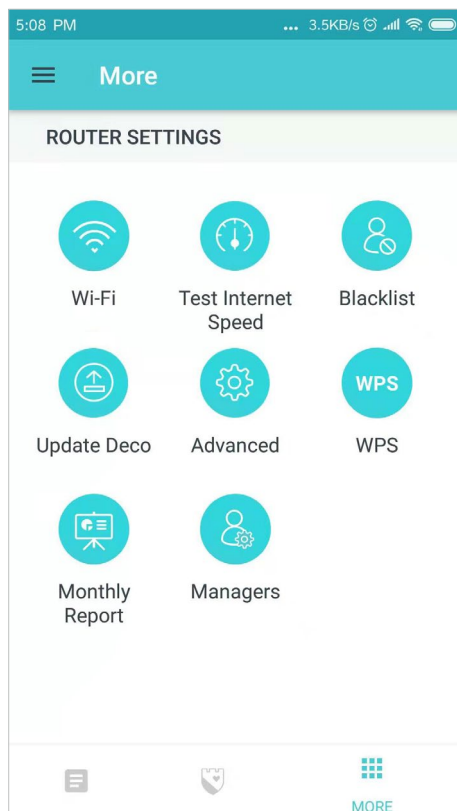 5:08 PM ... 3.5KB/s
More
ROUTER SETTINGS
Wi-Fi Test Internet Speed Blacklist
Update Deco Advanced WPS WPS
Monthly Report Managers
MORE